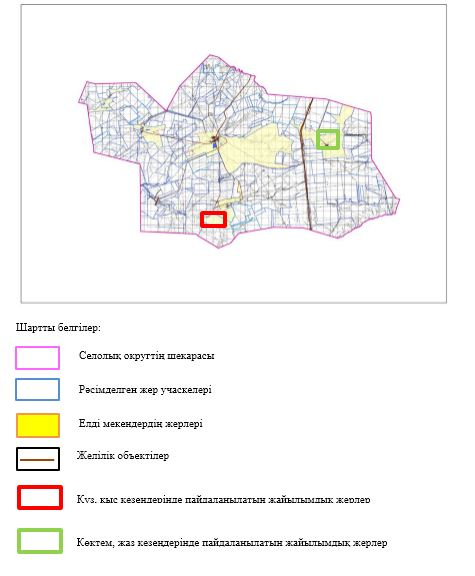 Шартты белгілер:
Селолық округтің шекарасы
Рәсімделген жер учаскелері
Елді мекендердің жерлері
Желілік объектілер
Күз, қыс кезеңдерінде пайдаланылатын жайылымдық жерлер
Көктем, жаз кезеңдерінде пайдаланылатын жайылымдық жерлер